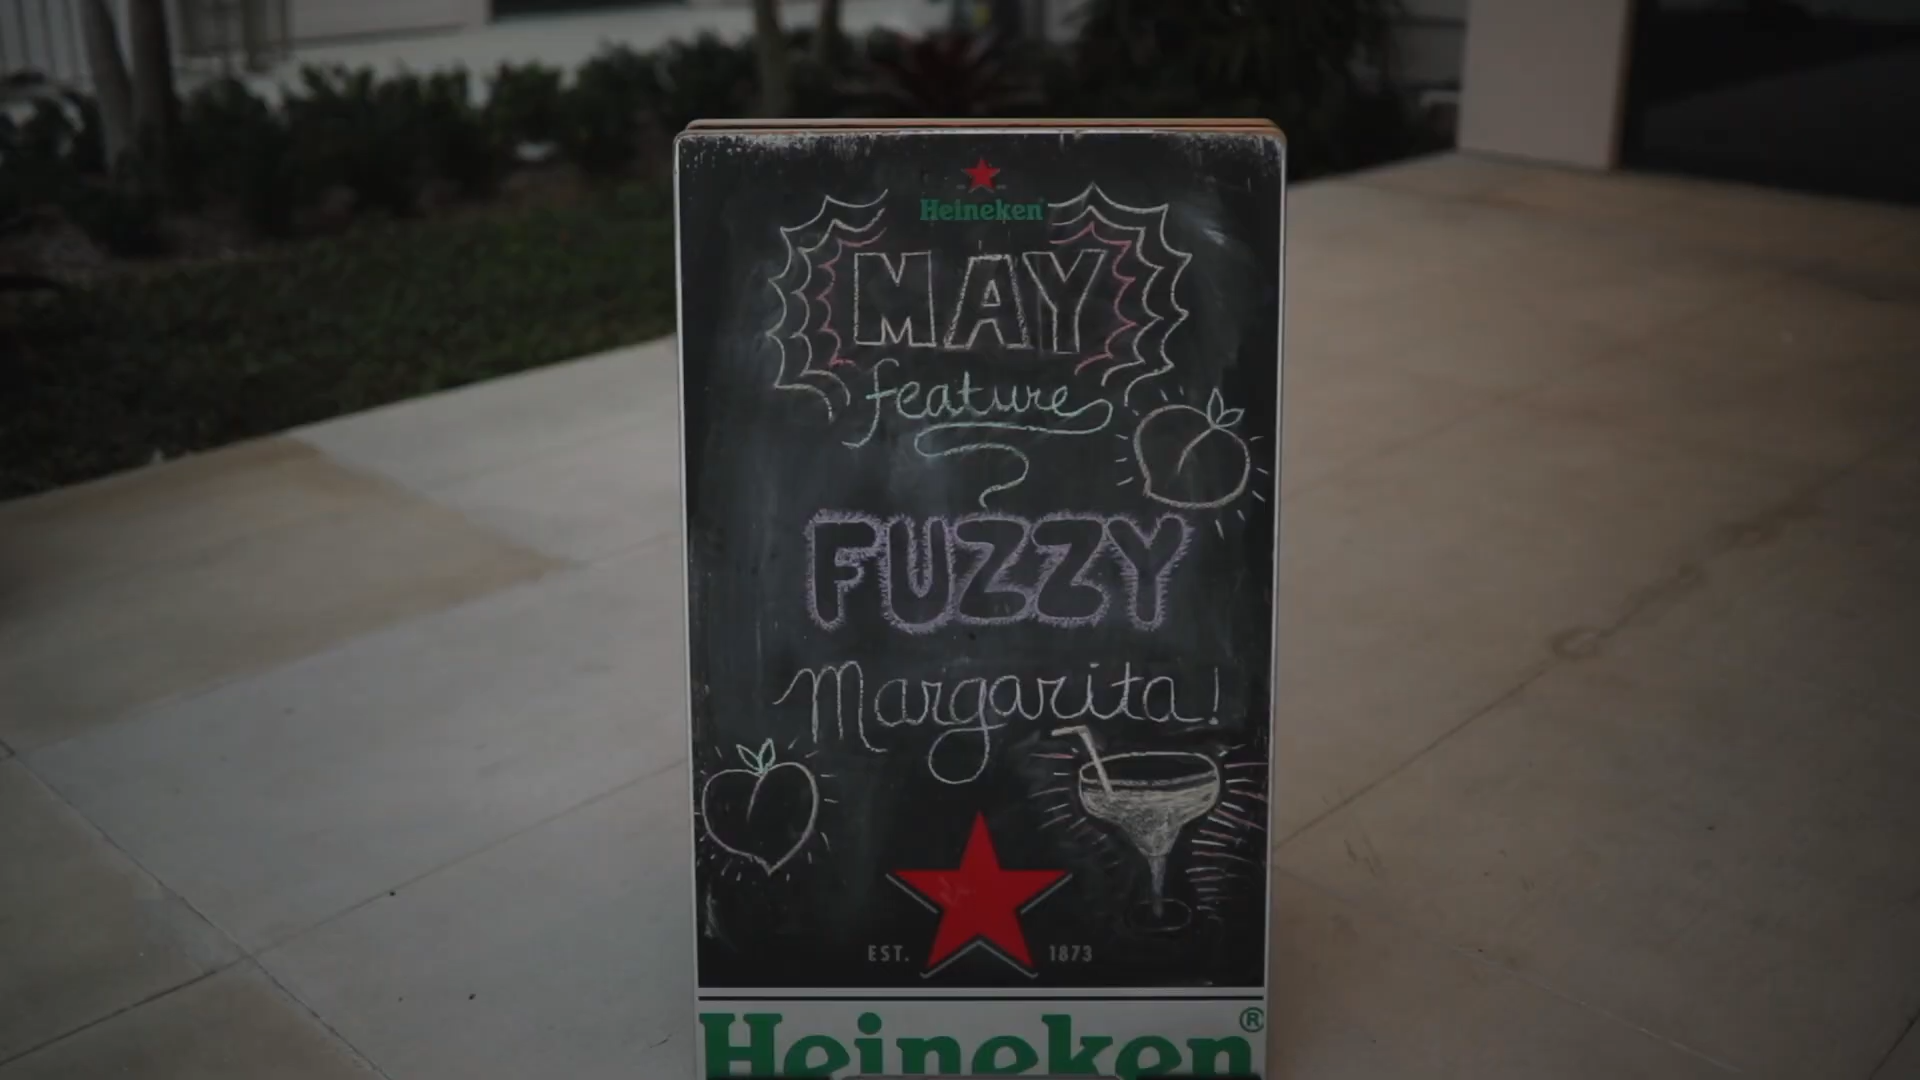 Heineken
MAY
feature
FUZZY
Margarita!
EST. 1873
Heineken®